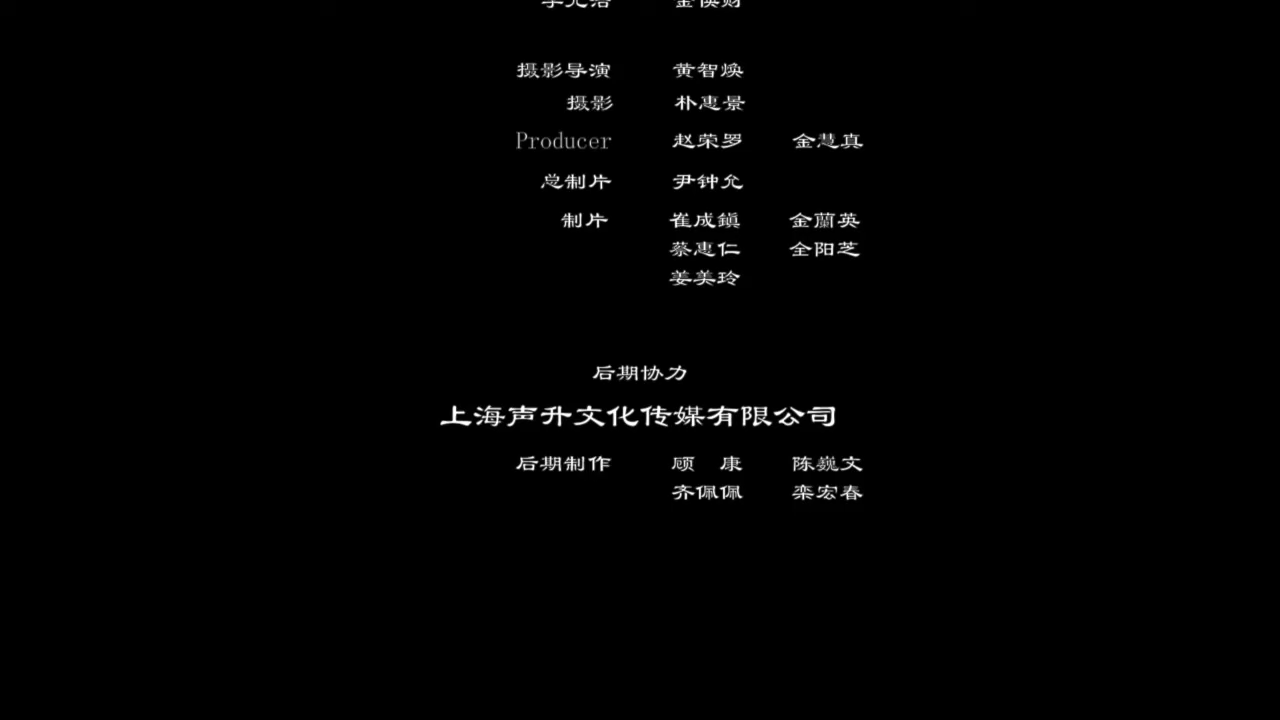 摄影导演 黄智焕
摄影 朴惠景
Producer 赵荣罗 金慧真
总制片 尹钟允
制片 崔成鎮 金蘭英
蔡惠仁 全阳芝
姜美玲
后期协力
上海声升文化传媒有限公司
后期制作 顾 康 陈巍文
齐佩佩 栾宏春